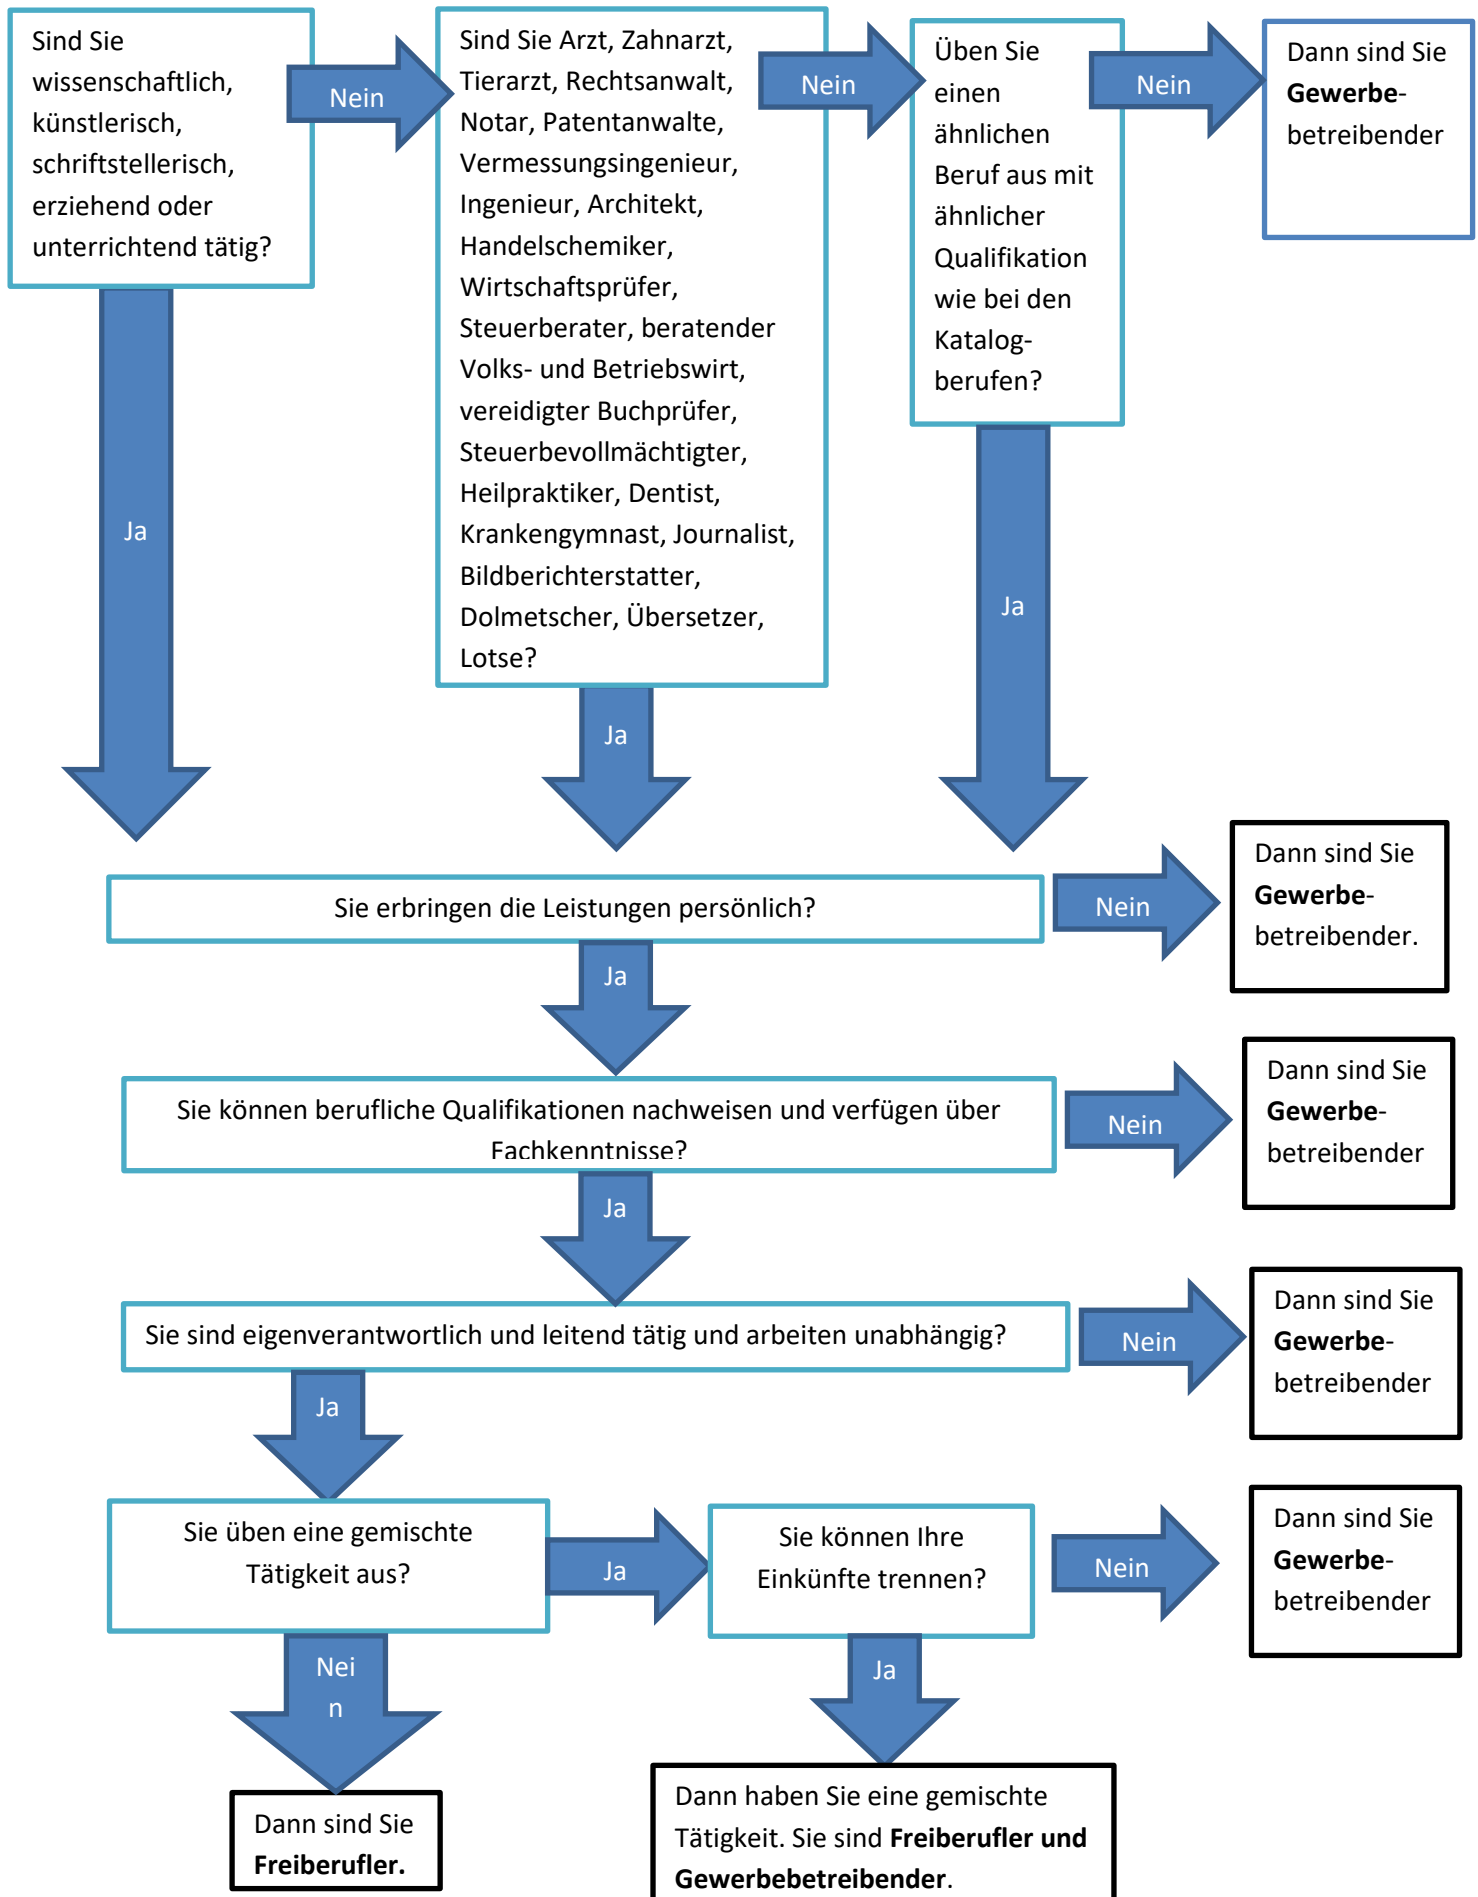 Sind Sie
wissenschaftlich,
künstlerisch,
schriftstellerisch,
erziehend oder
unterrichtend tätig?
Nein
Sind Sie Arzt, Zahnarzt,
Tierarzt, Rechtsanwalt,
Notar, Patentanwalte,
Vermessungsingenieur,
Ingenieur, Architekt,
Handelschemiker,
Wirtschaftsprüfer,
Steuerberater, beratender
Volks- und Betriebswirt,
vereidigter Buchprüfer,
Steuerbevollmächtigter,
Heilpraktiker, Dentist,
Krankengymnast, Journalist,
Bildberichterstatter,
Dolmetscher, Übersetzer,
Lotse?
Nein
Üben Sie
einen
ähnlichen
Beruf aus mit
ähnlicher
Qualifikation
wie bei den
Katalog-
berufen?
Nein
Dann sind Sie
Gewerbe-
betreibender
Ja
Ja
Ja
Sie erbringen die Leistungen persönlich?
Nein
Dann sind Sie
Gewerbe-
betreibender.
Ja
Sie können berufliche Qualifikationen nachweisen und verfügen über
Fachkenntnisse?
Nein
Dann sind Sie
Gewerbe-
betreibender
Ja
Sie sind eigenverantwortlich und leitend tätig und arbeiten unabhängig?
Nein
Dann sind Sie
Gewerbe-
betreibender
Ja
Sie üben eine gemischte
Tätigkeit aus?
Ja
Sie können Ihre
Einkünfte trennen?
Nein
Dann sind Sie
Gewerbe-
betreibender
Nei
n
Ja
Dann sind Sie
Freiberufler.
Dann haben Sie eine gemischte
Tätigkeit. Sie sind Freiberufler und
Gewerbebetreibender.